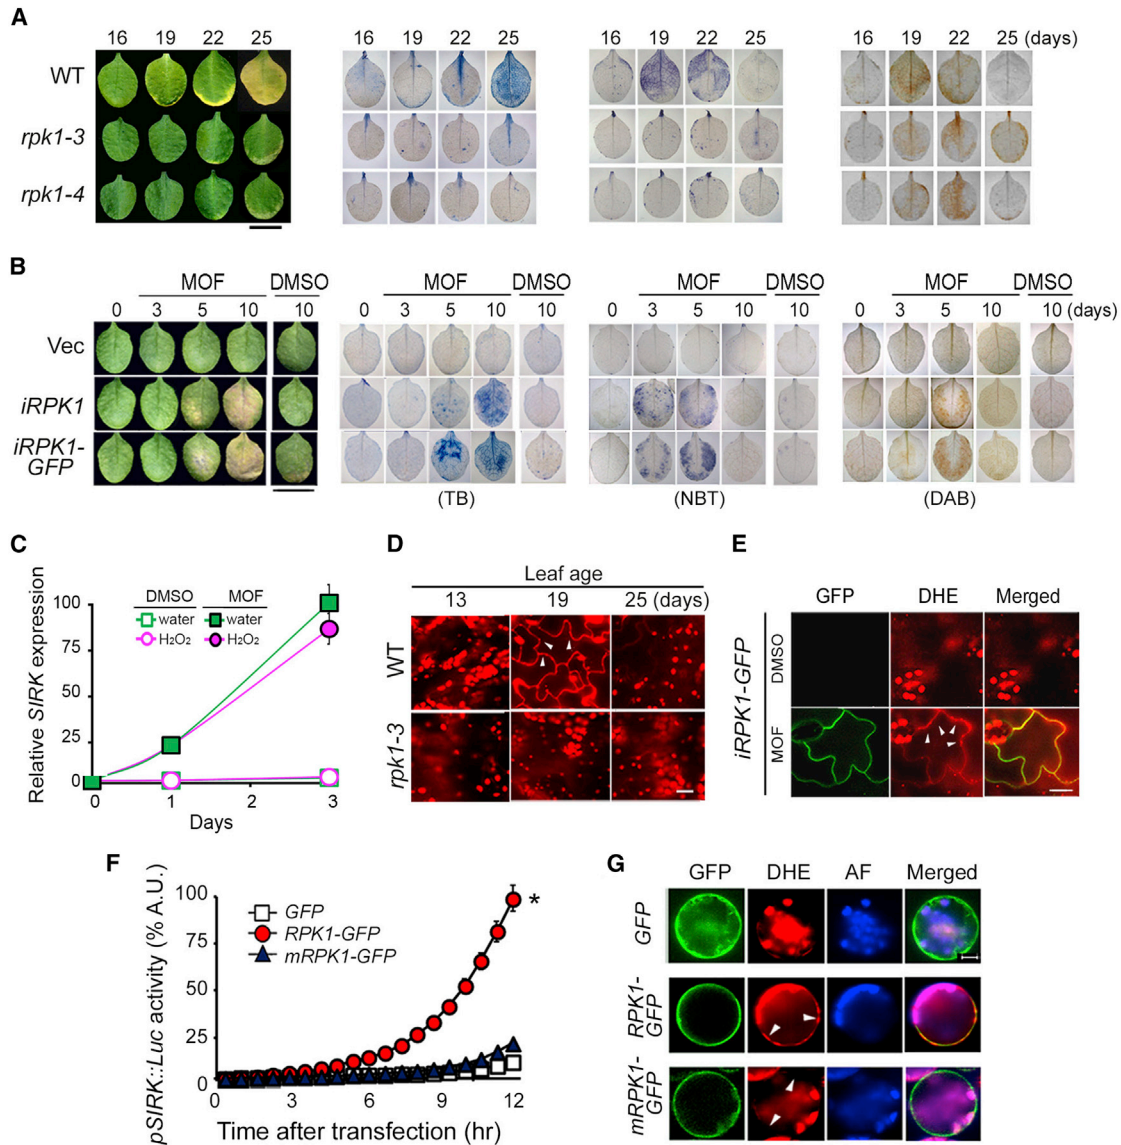 A
16 19 22 25 16 19 22 25 16 19 22 25 16 19 22 25 (days)
WT
rpk1-3
rpk1-4
B
MOF DMSO MOF DMSO MOF DMSO MOF DMSO
0 3 5 10 10 0 3 5 10 10 0 3 5 10 10 0 3 5 10 10 (days)
Vec
iRPK1
iRPK1-
GFP
(TB) (NBT) (DAB)
C
Relative SIRK expression
100
75
50
25
0
DMSO MOF
water water
H2O2 H2O2
0 1 2 3
Days
D
Leaf age
13 19 25 (days)
WT
rpk1-3
E
GFP DHE Merged
iRPK1-GFP
DMSO
MOF
F
pSIRK::Luc activity (% A.U.)
100
75
50
25
0
GFP
RPK1-GFP
mRPK1-GFP
*
0 3 6 9 12
Time after transfection (hr)
G
GFP DHE AF Merged
GFP
RPK1-
GFP
mRPK1-
GFP